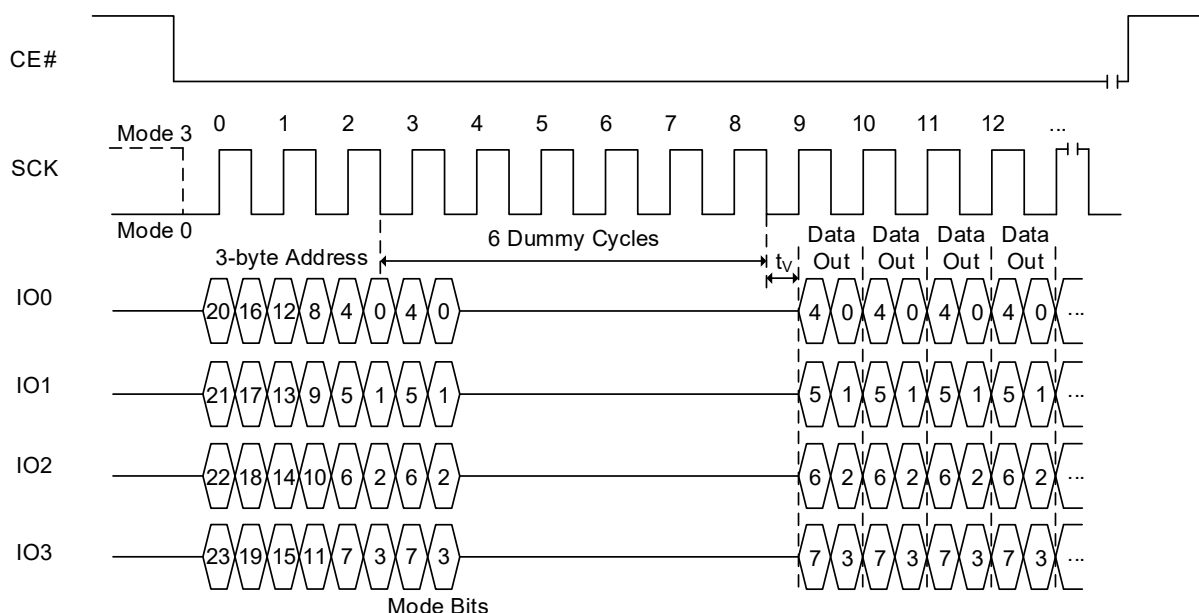 CE#
0 1 2 3 4 5 6 7 8 9 10 11 12 ...
Mode 3
SCK
Mode 0
6 Dummy Cycles
Data Data Data Data
3-byte Address
tV
Out Out Out Out
IO0
20 16 12 8 4 0 4 0 4 0 4 0 4 0 4 0 ...
IO1
21 17 13 9 5 1 5 1 5 1 5 1 5 1 5 1 ...
IO2
22 18 14 10 6 2 6 2 6 2 6 2 6 2 6 2 ...
IO3
23 19 15 11 7 3 7 3 7 3 7 3 7 3 7 3 ...
Mode Bits